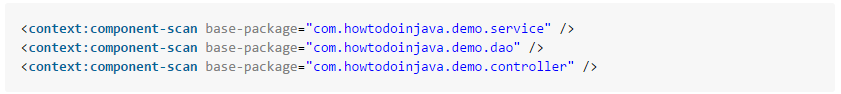 <context:component-scan base-package="com.howtodoinjava.demo.service" />
<context:component-scan base-package="com.howtodoinjava.demo.dao" />
<context:component-scan base-package="com.howtodoinjava.demo.controller" />